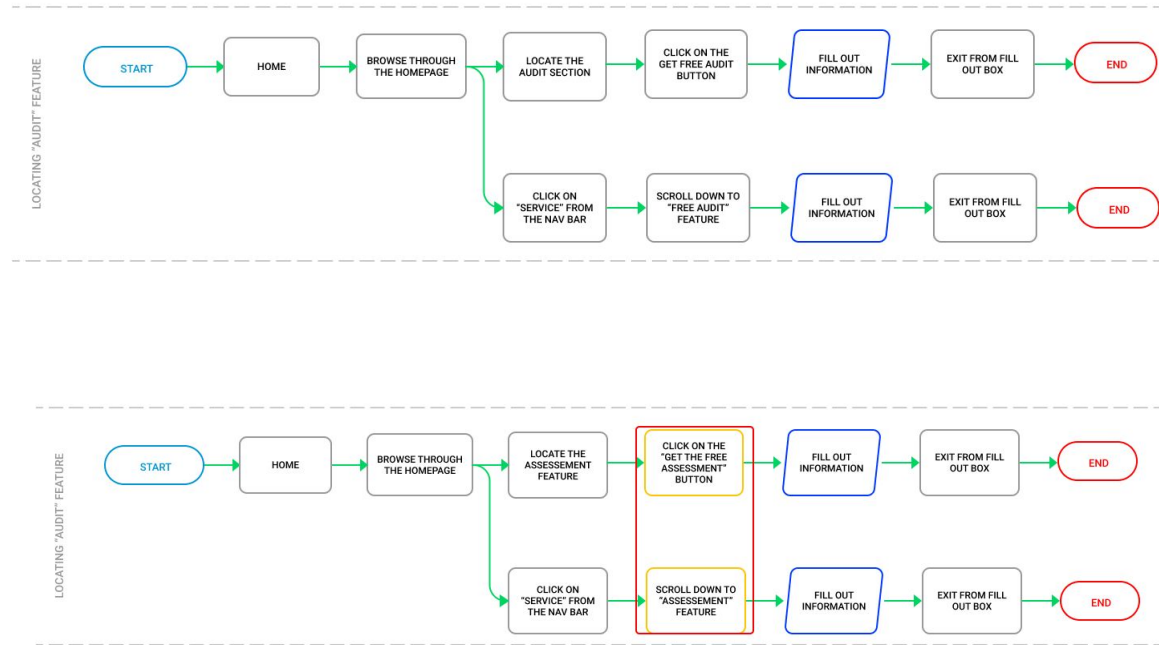 LOCATING "AUDIT" FEATURE
START
HOME
BROWSE THROUGH
THE HOMEPAGE
LOCATE THE
AUDIT SECTION
CLICK ON THE
GET FREE AUDIT
BUTTON
FILL OUT
INFORMATION
EXIT FROM FILL
OUT BOX
END
CLICK ON
"SERVICE" FROM
THE NAV BAR
SCROLL DOWN TO
"FREE AUDIT"
FEATURE
FILL OUT
INFORMATION
EXIT FROM FILL
OUT BOX
END
LOCATING "AUDIT" FEATURE
START
HOME
BROWSE THROUGH
THE HOMEPAGE
LOCATE THE
ASSESSEMENT
FEATURE
CLICK ON THE
"GET THE FREE
ASSESSMENT"
BUTTON
FILL OUT
INFORMATION
EXIT FROM FILL
OUT BOX
END
CLICK ON
"SERVICE" FROM
THE NAV BAR
SCROLL DOWN TO
"ASSESSEMENT"
FEATURE
FILL OUT
INFORMATION
EXIT FROM FILL
OUT BOX
END